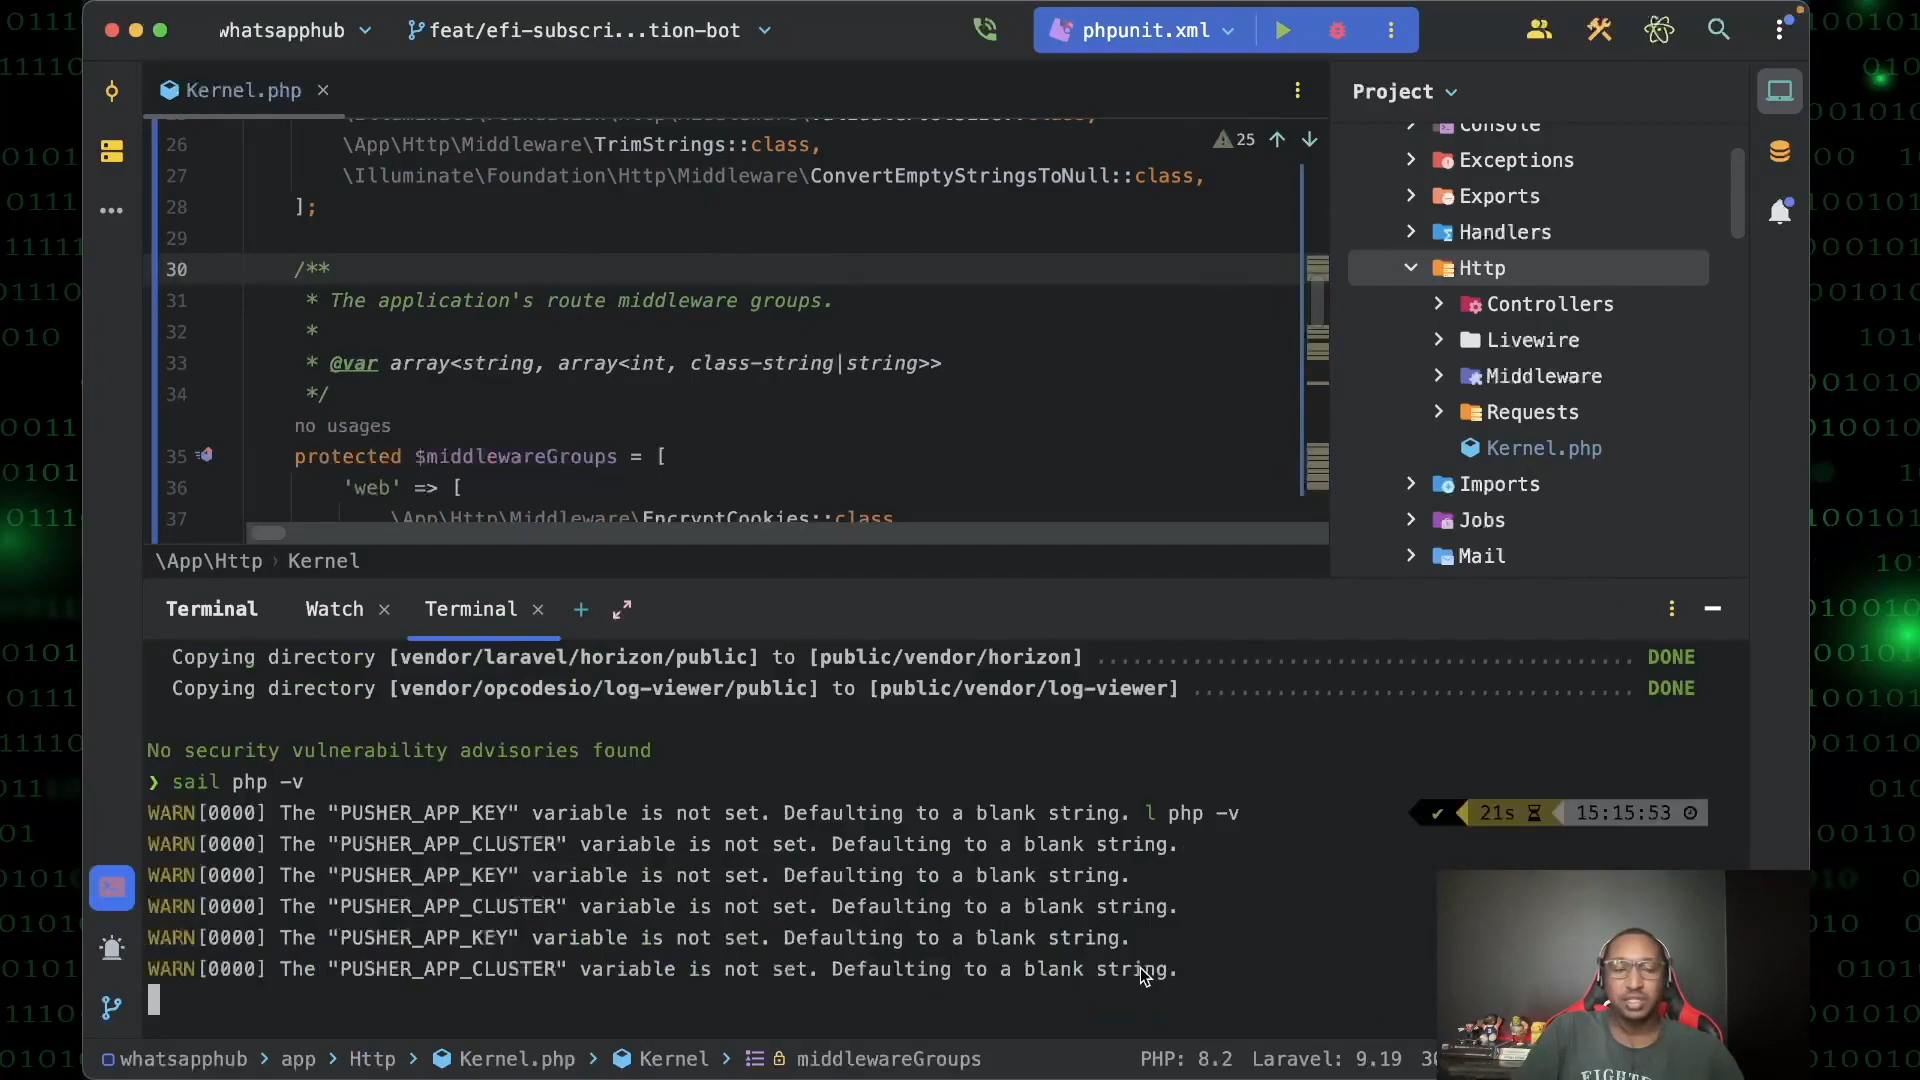 whatsapphub
feat/efi-subscri...tion-bot
phpunit.xml
Kernel.php
Project
25
26 \App\Http\Middleware\TrimStrings::class,
27 \Illuminate\Foundation\Http\Middleware\ConvertEmptyStringsToNull::class,
28 ];
29
30 /**
31 * The application's route middleware groups.
32 *
33 * @var array<string, array<int, class-string|string>>
34 */
no usages
35 protected $middlewareGroups = [
36 'web' => [
37 \App\Http\Middleware\EncryptCookies::class
\App\Http › Kernel
Console
Exceptions
Exports
Handlers
Http
Controllers
Livewire
Middleware
Requests
Kernel.php
Imports
Jobs
Mail
Terminal Watch Terminal
Copying directory [vendor/laravel/horizon/public] to [public/vendor/horizon] DONE
Copying directory [vendor/opcodesio/log-viewer/public] to [public/vendor/log-viewer] DONE
No security vulnerability advisories found
❯ sail php -v
WARN[0000] The "PUSHER_APP_KEY" variable is not set. Defaulting to a blank string. l php -v ✔ 21s 15:15:53
WARN[0000] The "PUSHER_APP_CLUSTER" variable is not set. Defaulting to a blank string.
WARN[0000] The "PUSHER_APP_KEY" variable is not set. Defaulting to a blank string.
WARN[0000] The "PUSHER_APP_CLUSTER" variable is not set. Defaulting to a blank string.
WARN[0000] The "PUSHER_APP_KEY" variable is not set. Defaulting to a blank string.
WARN[0000] The "PUSHER_APP_CLUSTER" variable is not set. Defaulting to a blank string.
whatsapphub > app > Http > Kernel.php > Kernel > middlewareGroups
PHP: 8.2 Laravel: 9.19